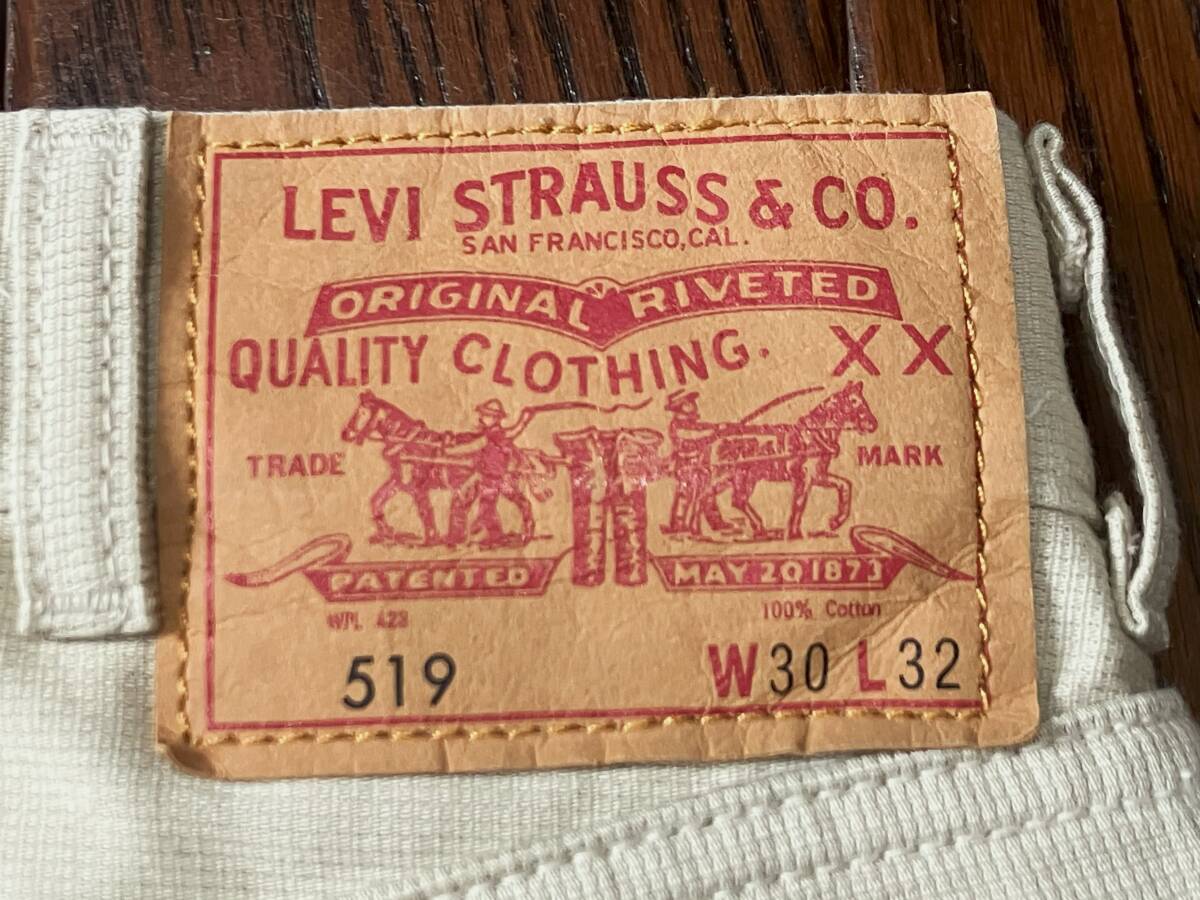 LEVI STRAUSS & CO.
SAN FRANCISCO, CAL.
ORIGINAL RIVETED
QUALITY CLOTHING. XX
TRADE MARK
PATENTED MAY 20 1873
WPL 423 100% Cotton
519 W30 L32